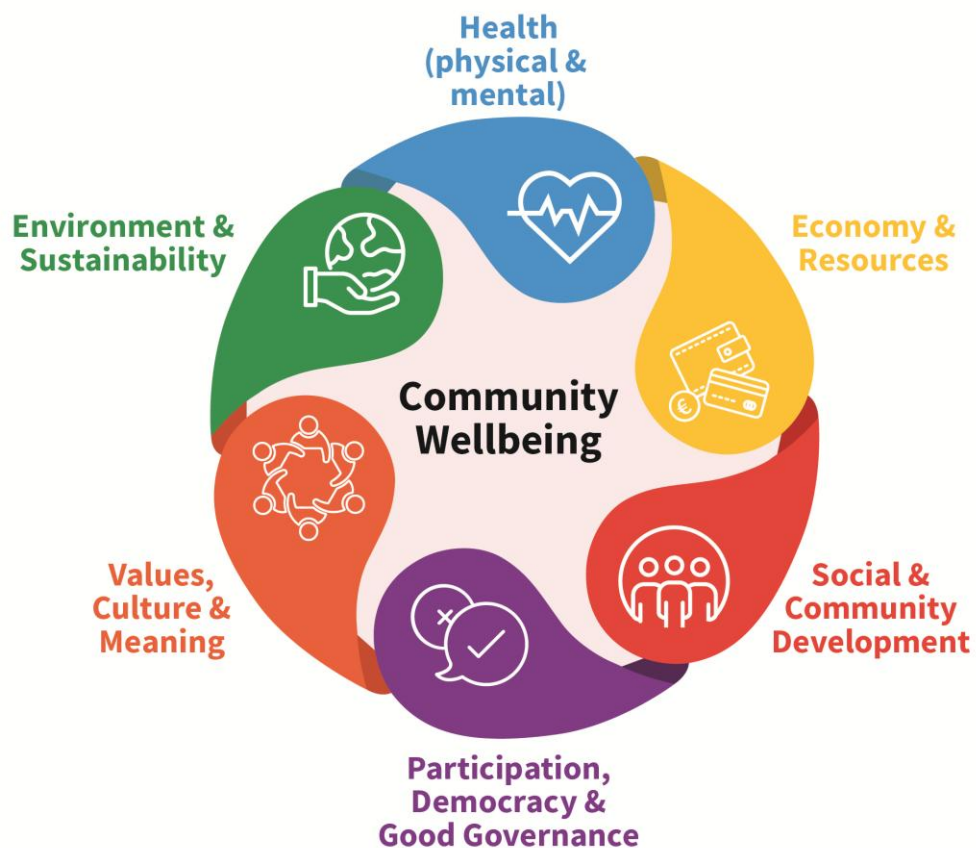 Health
(physical &
mental)
Economy &
Resources
Social &
Community
Development
Participation,
Democracy &
Good Governance
Values,
Culture &
Meaning
Environment &
Sustainability
Community
Wellbeing
€